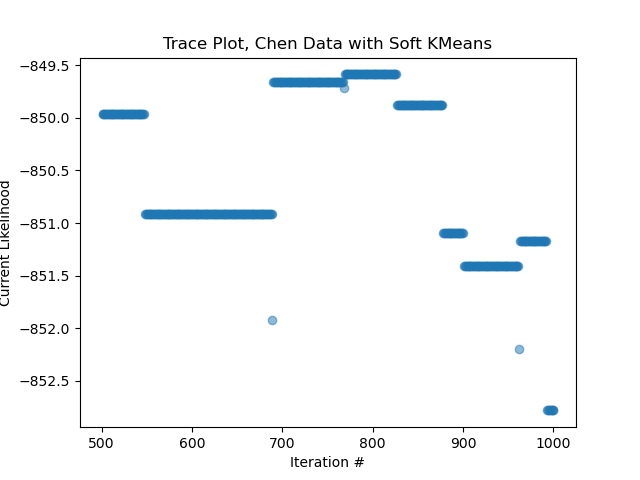 Trace Plot, Chen Data with Soft KMeans
−849.5
−850.0
−850.5
−851.0
−851.5
−852.0
−852.5
Current Likelihood
500 600 700 800 900 1000
Iteration #